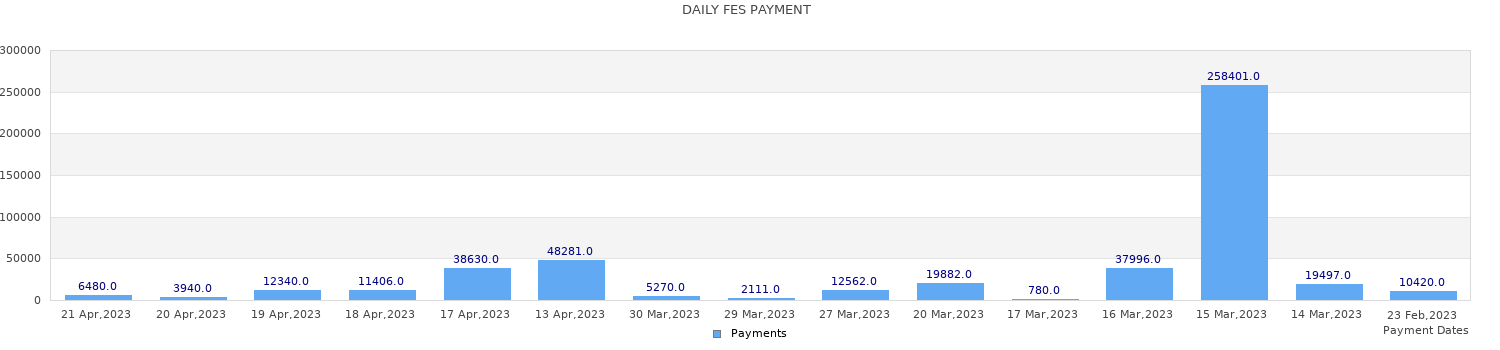 DAILY FES PAYMENT
300000
250000
200000
150000
100000
50000
0
6480.0 3940.0 12340.0 11406.0 38630.0 48281.0 5270.0 2111.0 12562.0 19882.0 780.0 37996.0 258401.0 19497.0 10420.0
21 Apr,2023 20 Apr,2023 19 Apr,2023 18 Apr,2023 17 Apr,2023 13 Apr,2023 30 Mar,2023 29 Mar,2023 27 Mar,2023 20 Mar,2023 17 Mar,2023 16 Mar,2023 15 Mar,2023 14 Mar,2023 23 Feb,2023
Payment Dates
Payments